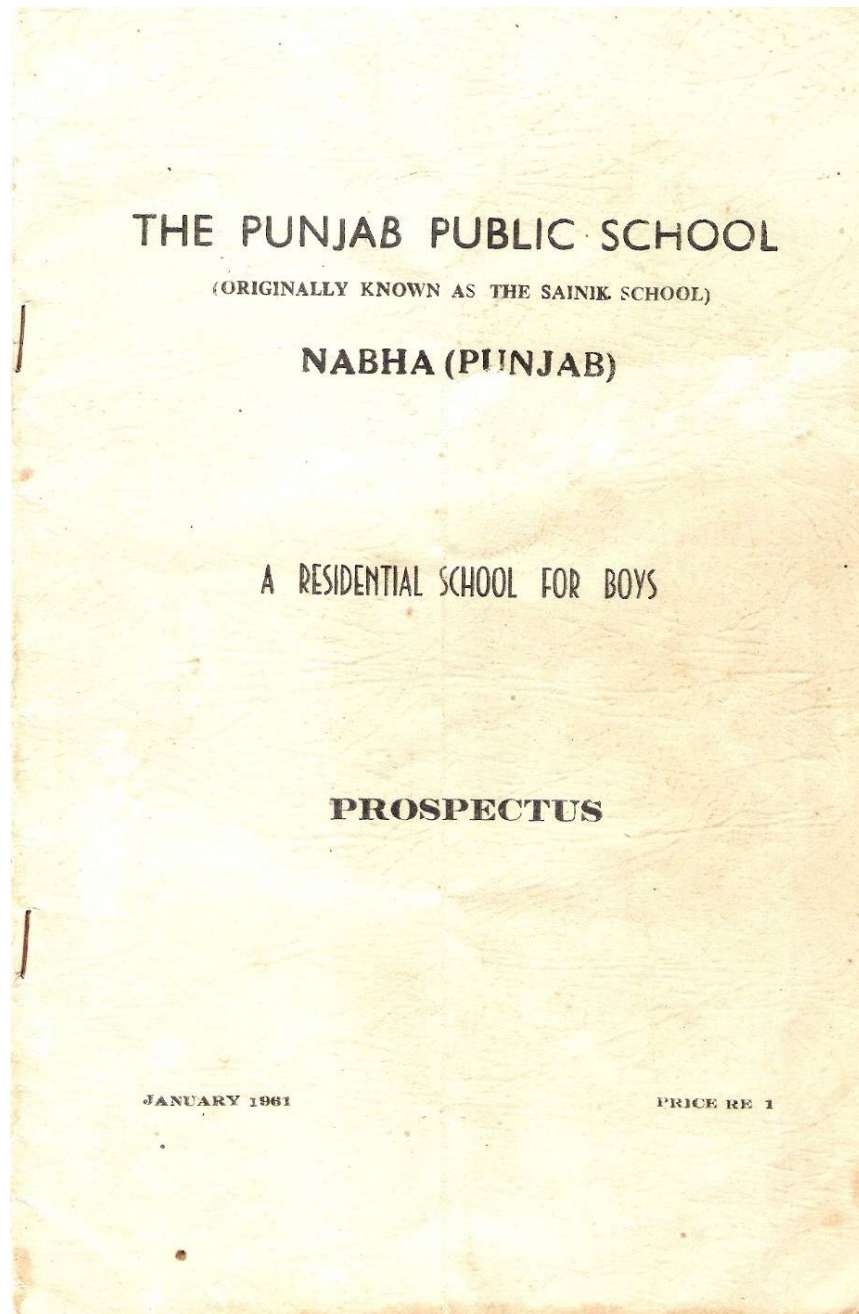 THE PUNJAB PUBLIC SCHOOL
(ORIGINALLY KNOWN AS THE SAINIK SCHOOL)
NABHA (PUNJAB)
A RESIDENTIAL SCHOOL FOR BOYS
PROSPECTUS
JANUARY 1961 PRICE RE 1